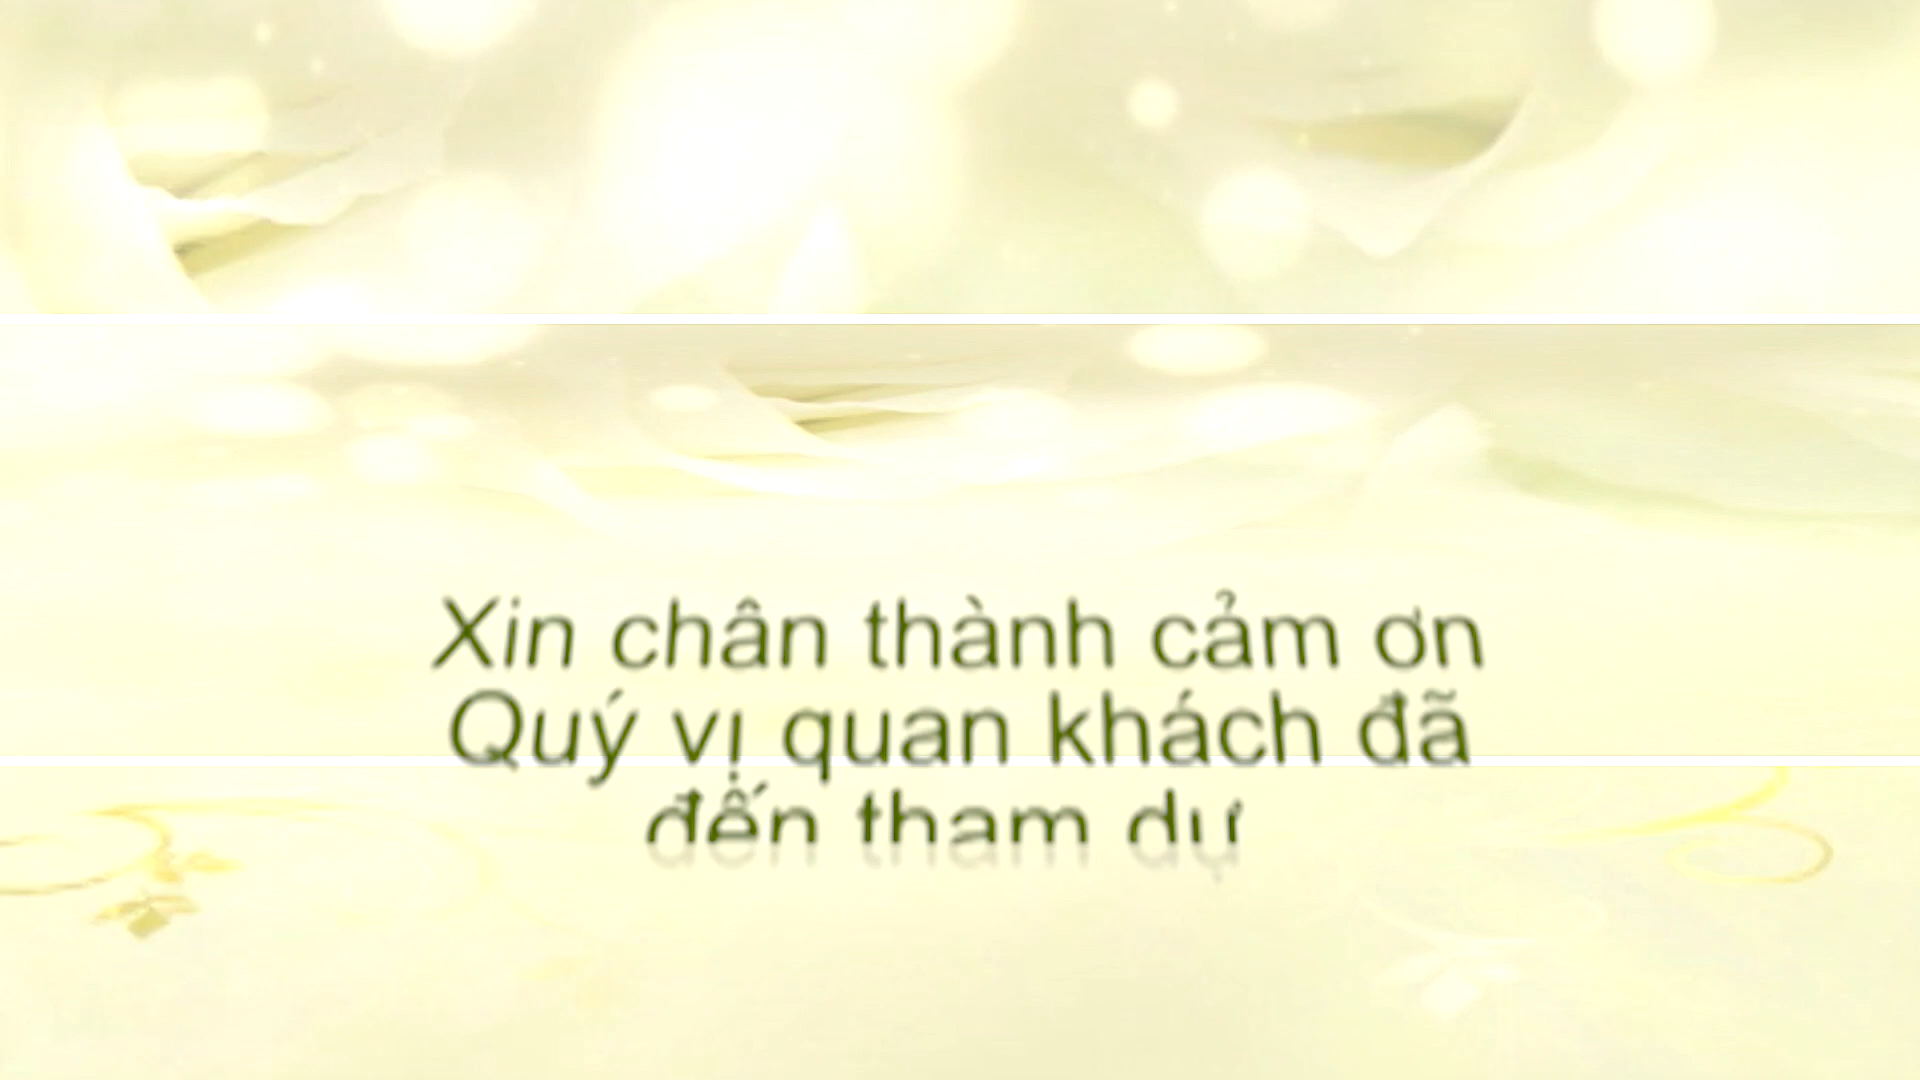 Xin chân thành cảm ơn
Quý vị quan khách đã
đến tham dự